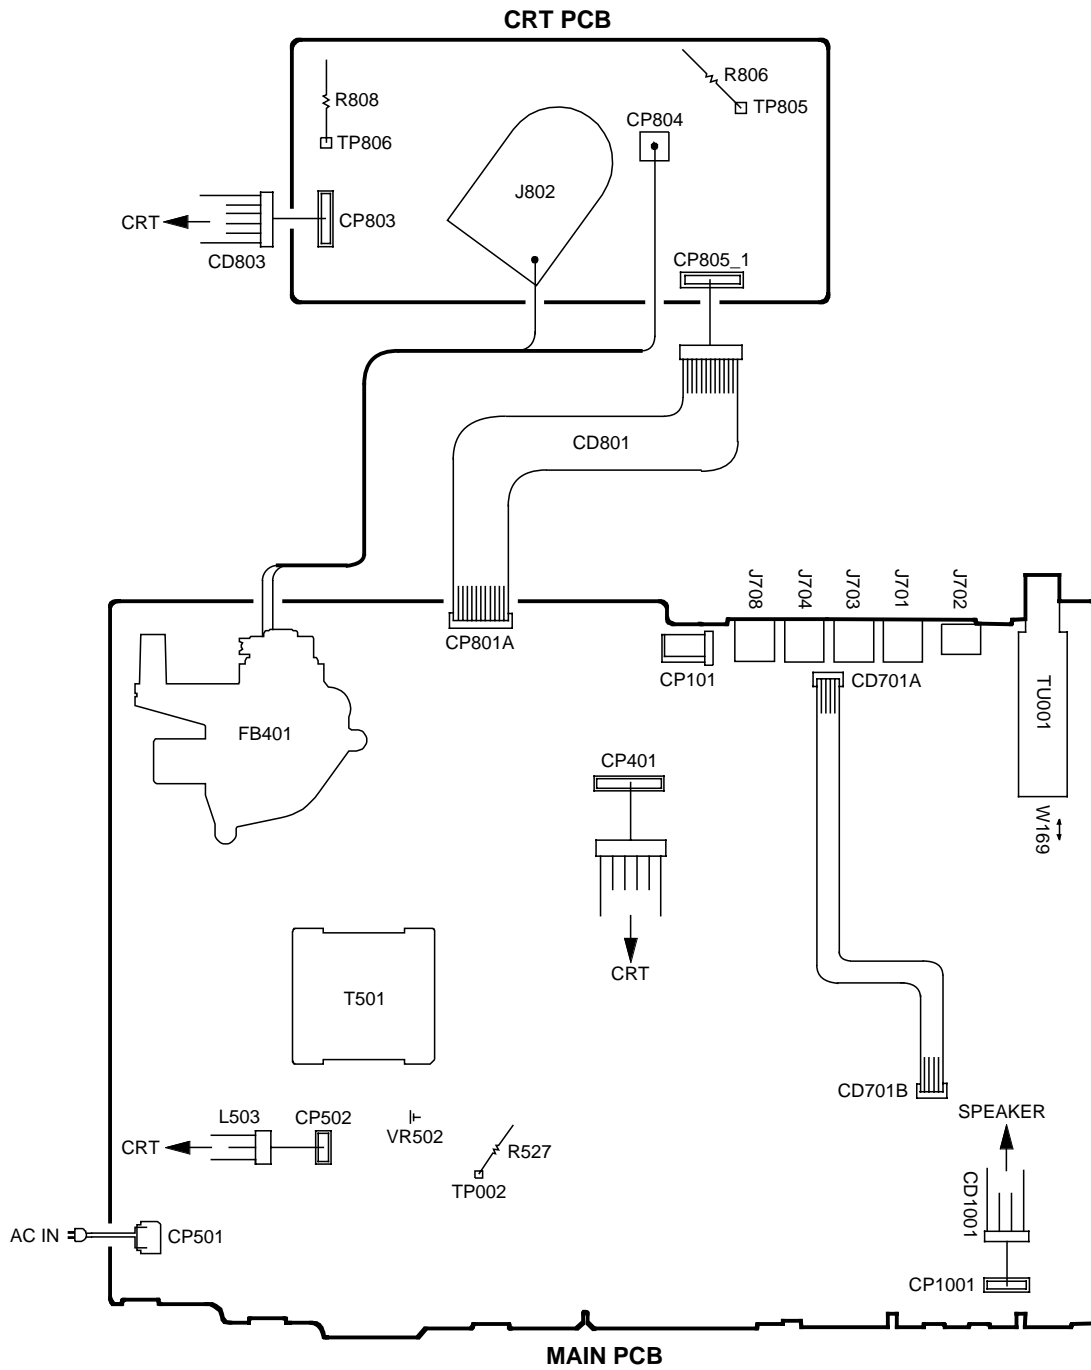 CRT PCB
R806
R808
TP805
CP804
TP806
J802
CRT
CP803
CD803
CP805_1
CD801
J708
J704
J703
J701
J702
CP801A
CP101
CD701A
TU001
FB401
CP401
W169
CRT
T501
CD701B
L503
CP502
VR502
SPEAKER
CRT
R527
TP002
CD1001
AC IN
CP501
CP1001
MAIN PCB